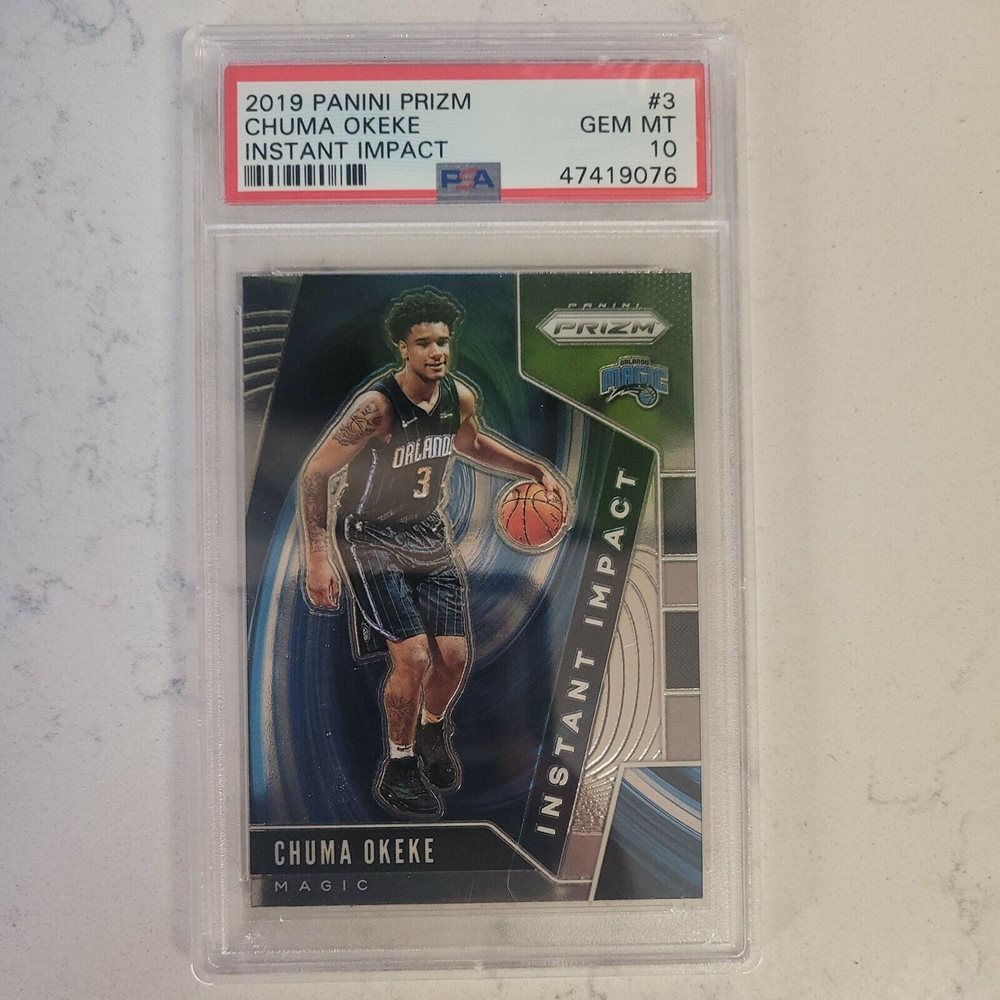 2019 PANINI PRIZM #3
CHUMA OKEKE GEM MT
INSTANT IMPACT 10
PSA 47419076
PANINI
PRIZM
ORLANDO
MAGIC
ORLANDO
3
INSTANT IMPACT
CHUMA OKEKE
MAGIC